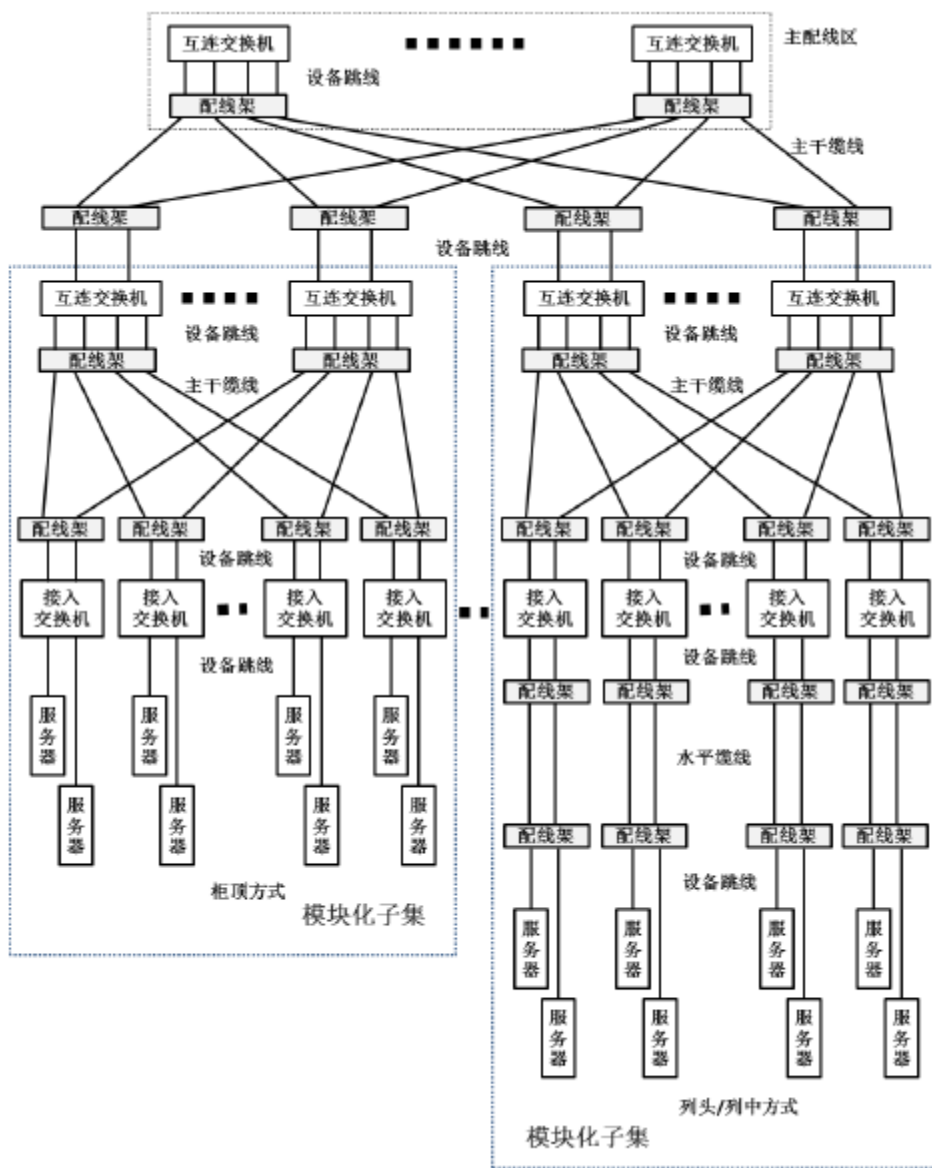 互连交换机 互连交换机 主配线区
设备跳线
配线架 配线架
主干缆线
配线架 配线架 配线架 配线架
设备跳线
互连交换机 互连交换机 互连交换机 互连交换机
设备跳线 设备跳线
配线架 配线架 配线架 配线架
主干缆线 主干缆线
配线架 配线架 配线架 配线架 配线架 配线架 配线架 配线架
设备跳线 设备跳线
接入 接入 接入 接入 接入 接入 接入 接入
交换机 交换机 交换机 交换机 交换机 交换机 交换机 交换机
设备跳线 设备跳线
配线架 配线架 配线架 配线架
服务器 服务器 服务器 服务器
水平缆线
服务器 服务器 服务器 服务器
配线架 配线架 配线架 配线架
柜顶方式 设备跳线
模块化子集
服务器 服务器 服务器 服务器
服务器 服务器 服务器 服务器
列头/列中方式
模块化子集